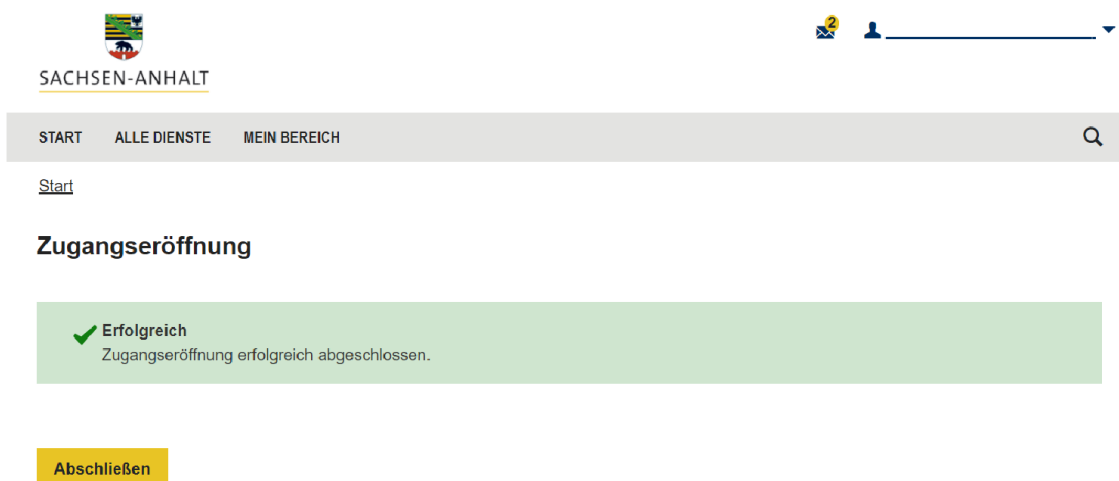 2
SACHSEN-ANHALT
START ALLE DIENSTE MEIN BEREICH
Start
Zugangseröffnung
Erfolgreich
Zugangseröffnung erfolgreich abgeschlossen.
Abschließen